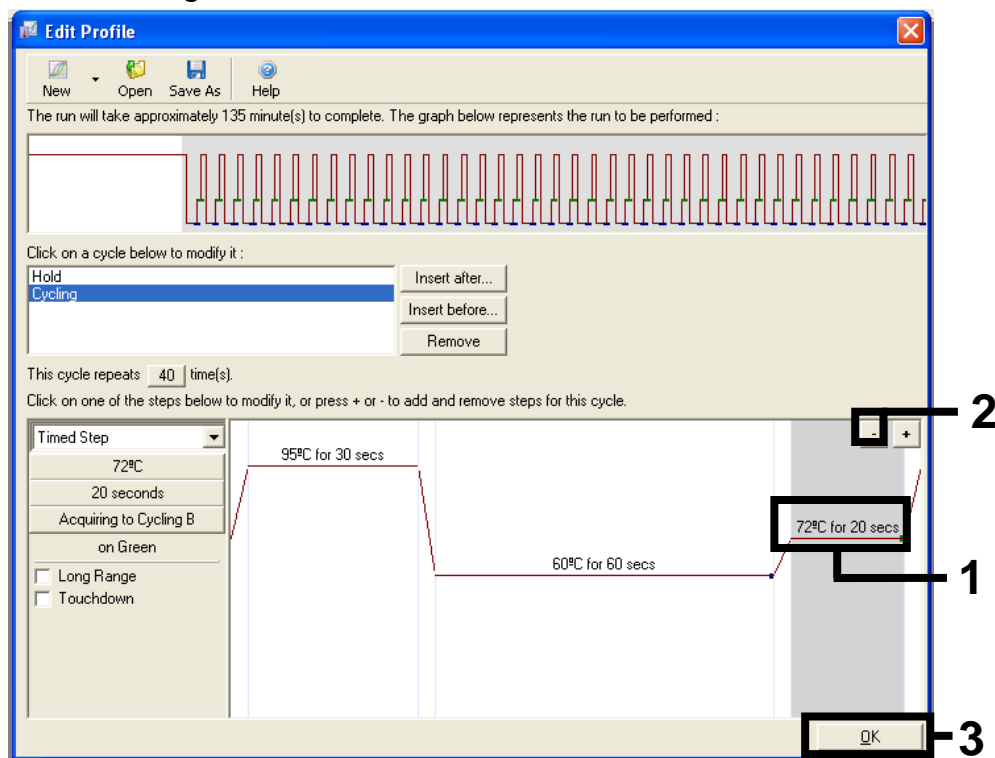 Edit Profile
New Open Save As Help
The run will take approximately 135 minute(s) to complete. The graph below represents the run to be performed :
Click on a cycle below to modify it :
Hold
Cycling
Insert after...
Insert before...
Remove
This cycle repeats 40 time(s).
Click on one of the steps below to modify it, or press + or - to add and remove steps for this cycle.
2
Timed Step
- +
72ºC
20 seconds
Acquiring to Cycling B
on Green
Long Range
Touchdown
95ºC for 30 secs
60ºC for 60 secs
72ºC for 20 secs
1
OK
3